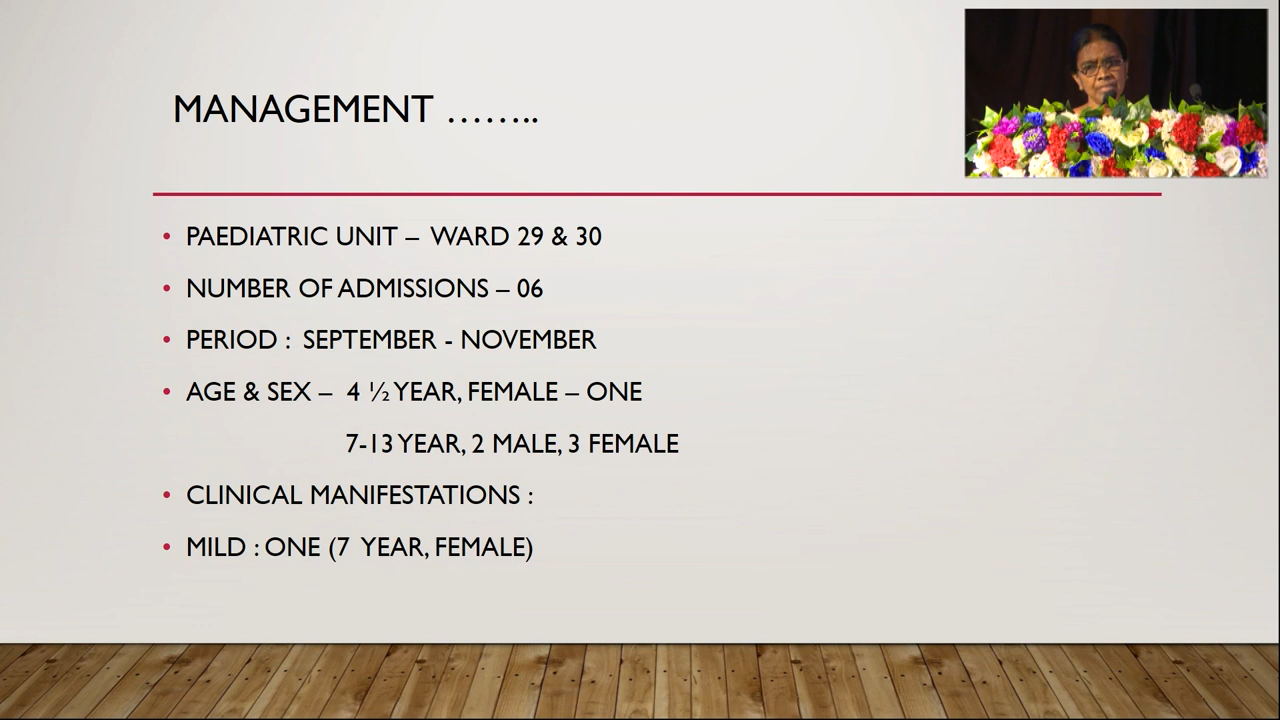 MANAGEMENT ……..
• PAEDIATRIC UNIT – WARD 29 & 30
• NUMBER OF ADMISSIONS – 06
• PERIOD : SEPTEMBER - NOVEMBER
• AGE & SEX – 4 ½ YEAR, FEMALE – ONE
7-13 YEAR, 2 MALE, 3 FEMALE
• CLINICAL MANIFESTATIONS :
• MILD : ONE (7 YEAR, FEMALE)